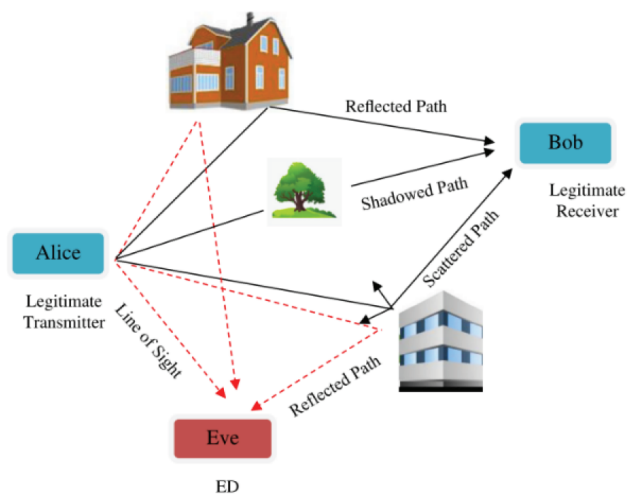 Reflected Path
Bob
Shadowed Path
Legitimate
Receiver
Scattered Path
Alice
Legitimate
Transmitter
Line of Sight
Reflected Path
Eve
ED